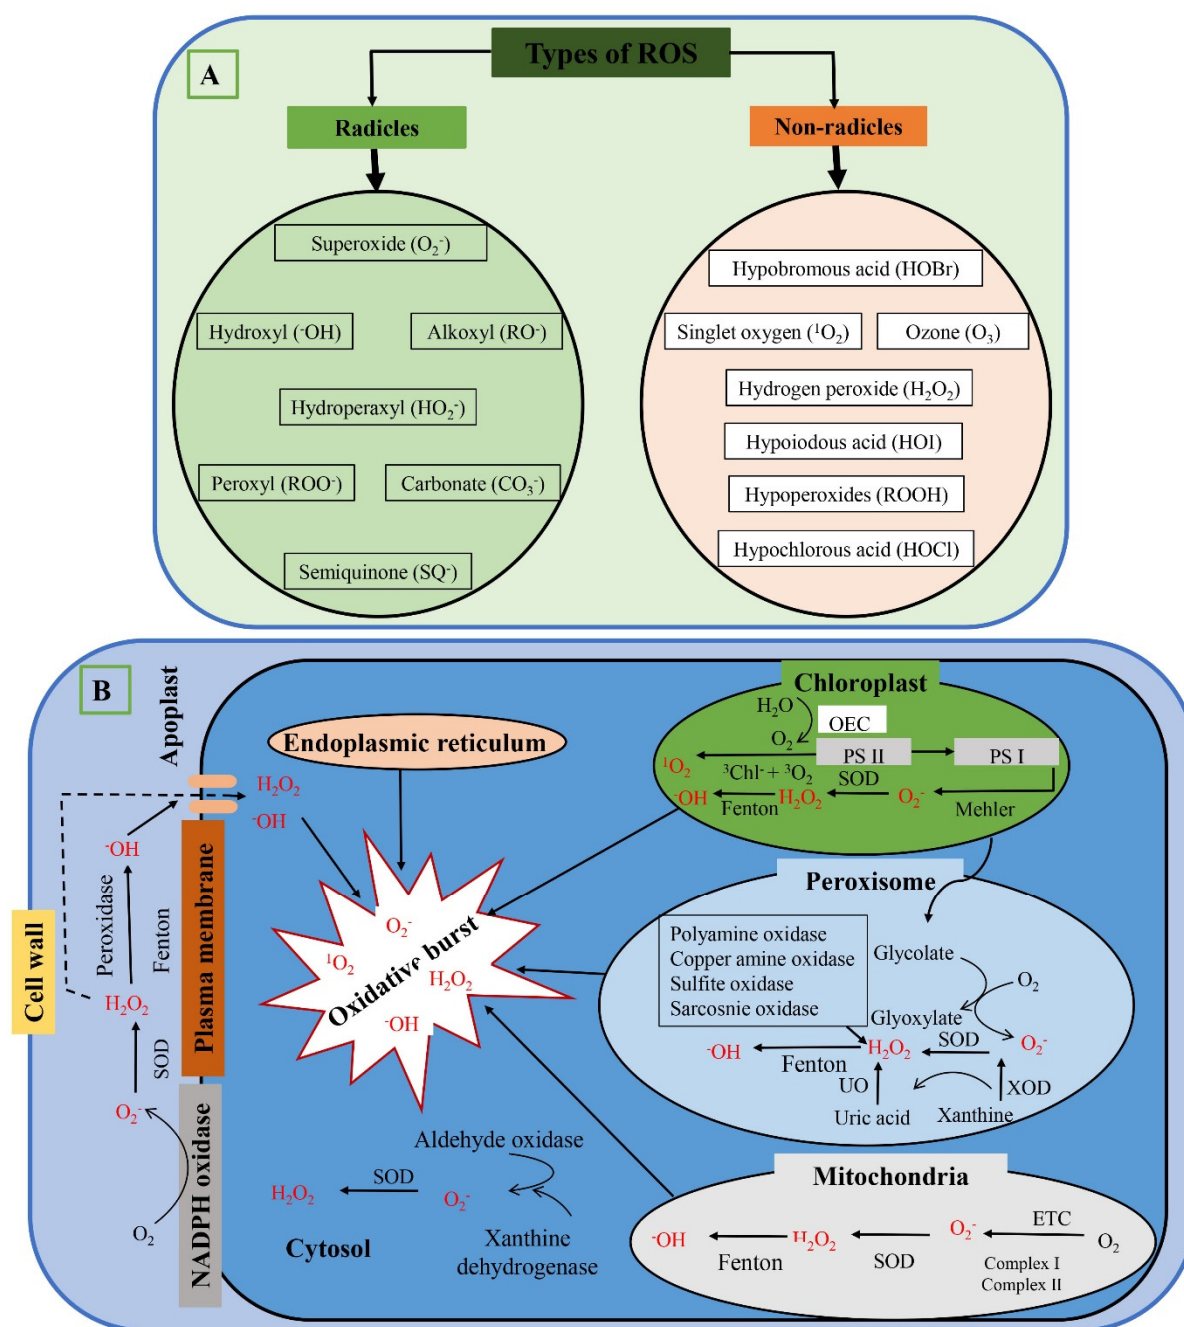 Types of ROS
A
Radicles
Non-radicles
Superoxide (O₂⁻)
Hydroxyl (⁻OH)
Alkoxyl (RO⁻)
Hydroperaxyl (HO₂⁻)
Peroxyl (ROO⁻)
Carbonate (CO₃⁻)
Semiquinone (SQ⁻)
Hypobromous acid (HOBr)
Singlet oxygen (¹O₂)
Ozone (O₃)
Hydrogen peroxide (H₂O₂)
Hypoiodous acid (HOI)
Hypoperoxides (ROOH)
Hypochlorous acid (HOCl)
B
Apoplast
Cell wall
Plasma membrane
NADPH oxidase
O₂
O₂⁻
SOD
H₂O₂
Peroxidase
Fenton
⁻OH
H₂O₂
⁻OH
Endoplasmic reticulum
Oxidative burst
O₂⁻
¹O₂
H₂O₂
⁻OH
Chloroplast
H₂O
OEC
O₂
PS II
PS I
¹O₂
³Chl⁻ + ³O₂
SOD
⁻OH
Fenton
H₂O₂
O₂⁻
Mehler
Peroxisome
Polyamine oxidase
Copper amine oxidase
Sulfite oxidase
Sarcosnie oxidase
Glycolate
O₂
Glyoxylate
⁻OH
Fenton
H₂O₂
SOD
O₂⁻
UO
XOD
Uric acid
Xanthine
Aldehyde oxidase
H₂O₂
SOD
O₂⁻
Xanthine
dehydrogenase
Cytosol
Mitochondria
⁻OH
Fenton
H₂O₂
SOD
O₂⁻
ETC
O₂
Complex I
Complex II